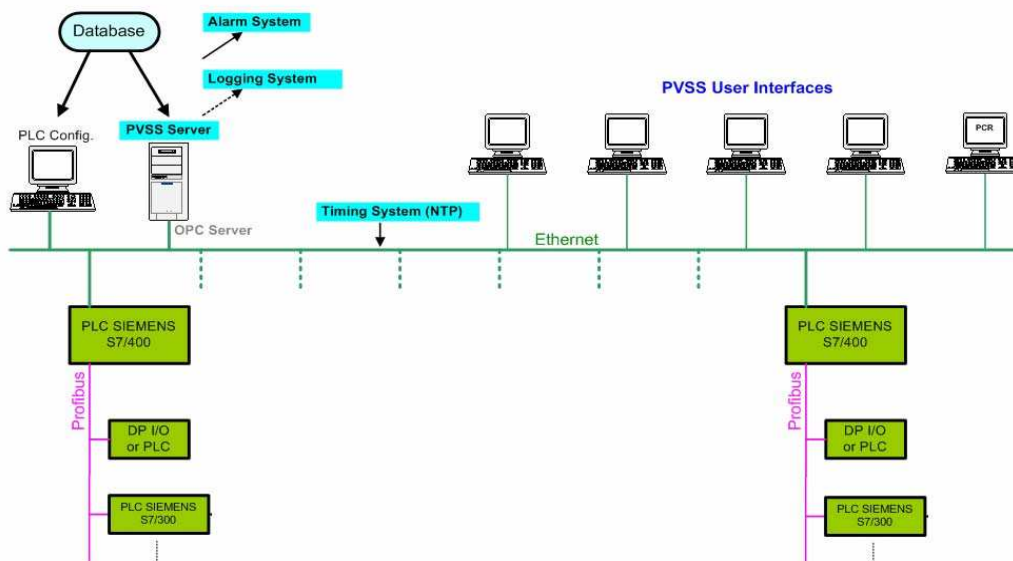 Database
Alarm System
Logging System
PLC Config.
PVSS Server
OPC Server
Timing System (NTP)
PVSS User Interfaces
PCR
Ethernet
PLC SIEMENS
S7/400
Profibus
DP I/O
or PLC
PLC SIEMENS
S7/300
PLC SIEMENS
S7/400
Profibus
DP I/O
or PLC
PLC SIEMENS
S7/300